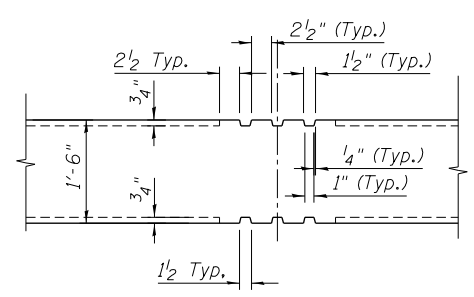 2½" (Typ.)
2½ Typ.
1½" (Typ.)
¾"
1'-6"
¼" (Typ.)
1" (Typ.)
¾"
1½ Typ.